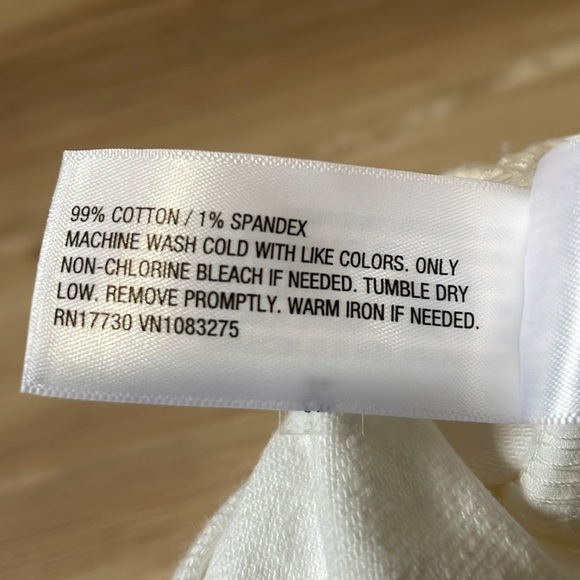 99% COTTON / 1% SPANDEX
MACHINE WASH COLD WITH LIKE COLORS. ONLY
NON-CHLORINE BLEACH IF NEEDED. TUMBLE DRY
LOW. REMOVE PROMPTLY. WARM IRON IF NEEDED.
RN17730 VN1083275